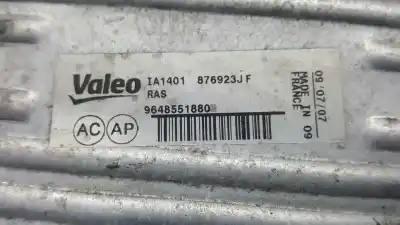 Valeo
IA1401 876923JF
RAS
9648551880
AC AP
09/07/07
MADE IN 09
FRANCE